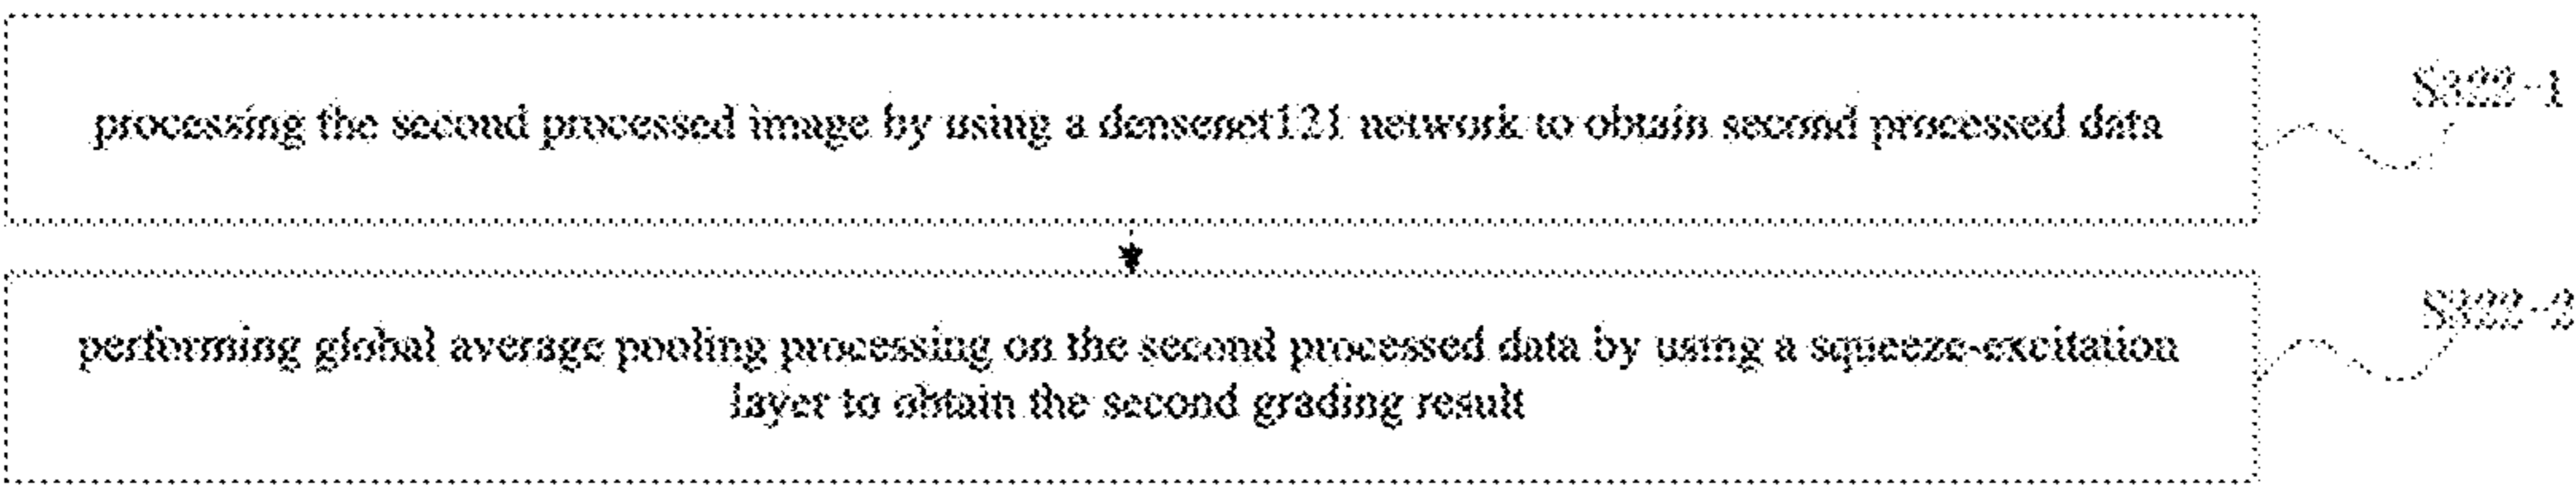 processing the second processed image by using a densenet121 network to obtain second processed data
S322-1
performing global average pooling processing on the second processed data by using a squeeze-excitation
layer to obtain the second grading result
S322-2